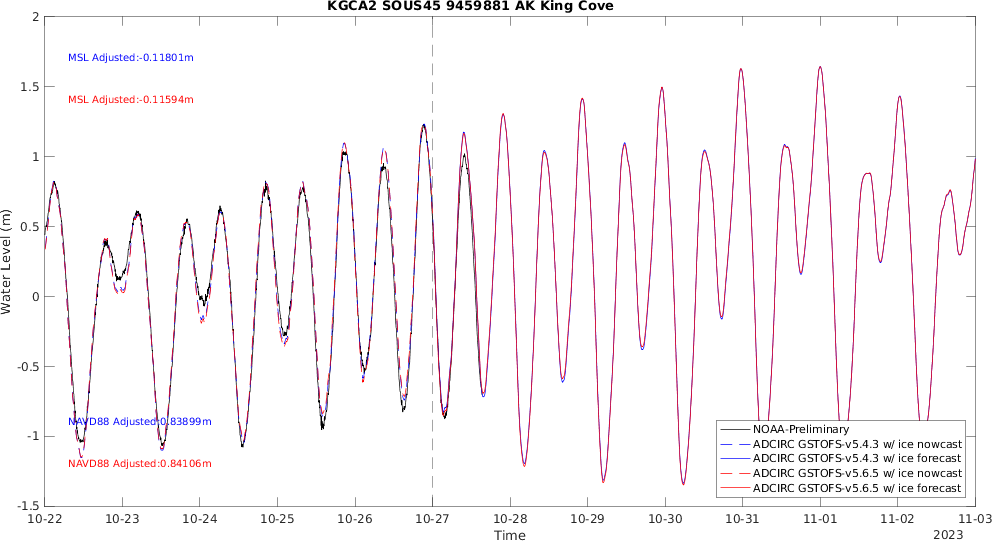 KGCA2 SOUS45 9459881 AK King Cove
Water Level (m)
2
1.5
1
0.5
0
-0.5
-1
-1.5
MSL Adjusted:-0.11801m
MSL Adjusted:-0.11594m
NAVD88 Adjusted:0.83899m
NAVD88 Adjusted:0.84106m
NOAA-Preliminary
ADCIRC GSTOFS-v5.4.3 w/ ice nowcast
ADCIRC GSTOFS-v5.4.3 w/ ice forecast
ADCIRC GSTOFS-v5.6.5 w/ ice nowcast
ADCIRC GSTOFS-v5.6.5 w/ ice forecast
10-22 10-23 10-24 10-25 10-26 10-27 10-28 10-29 10-30 10-31 11-01 11-02 11-03
Time
2023